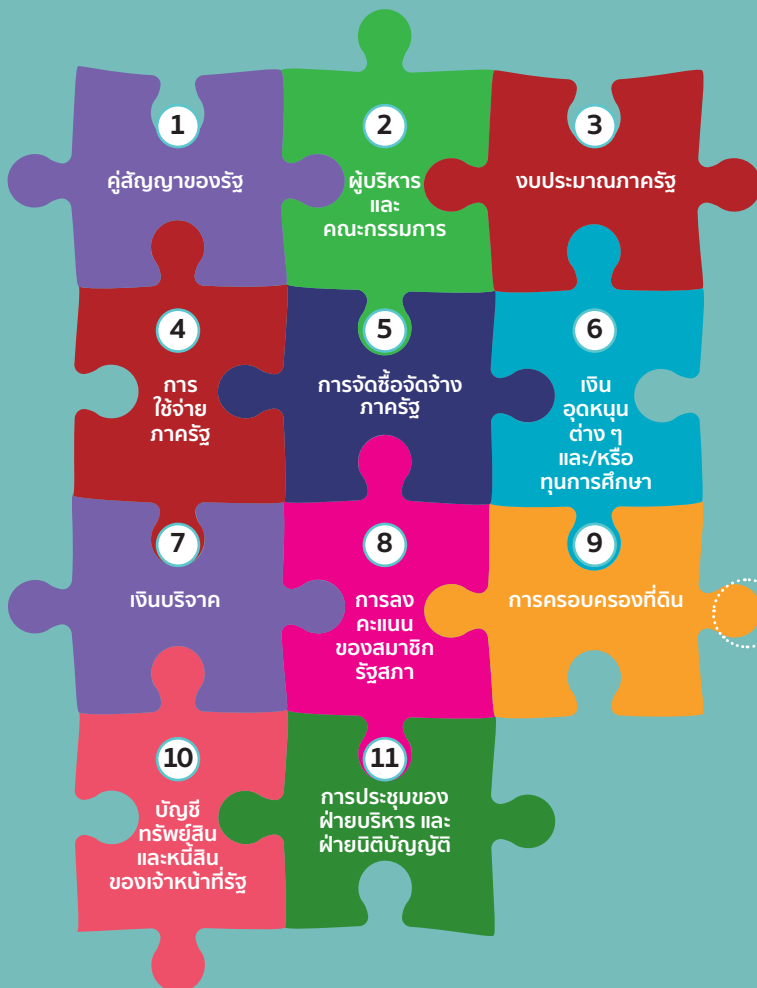 1
คู่สัญญาของรัฐ
2
ผู้บริหาร
และ
คณะกรรมการ
3
งบประมาณภาครัฐ
4
การ
ใช้จ่าย
ภาครัฐ
5
การจัดซื้อจัดจ้าง
ภาครัฐ
6
เงิน
อุดหนุน
ต่าง ๆ
และ/หรือ
ทุนการศึกษา
7
เงินบริจาค
8
การลง
คะแนน
ของสมาชิก
รัฐสภา
9
การครอบครองที่ดิน
10
บัญชี
ทรัพย์สิน
และหนี้สิน
ของเจ้าหน้าที่รัฐ
11
การประชุมของ
ฝ่ายบริหาร และ
ฝ่ายนิติบัญญัติ